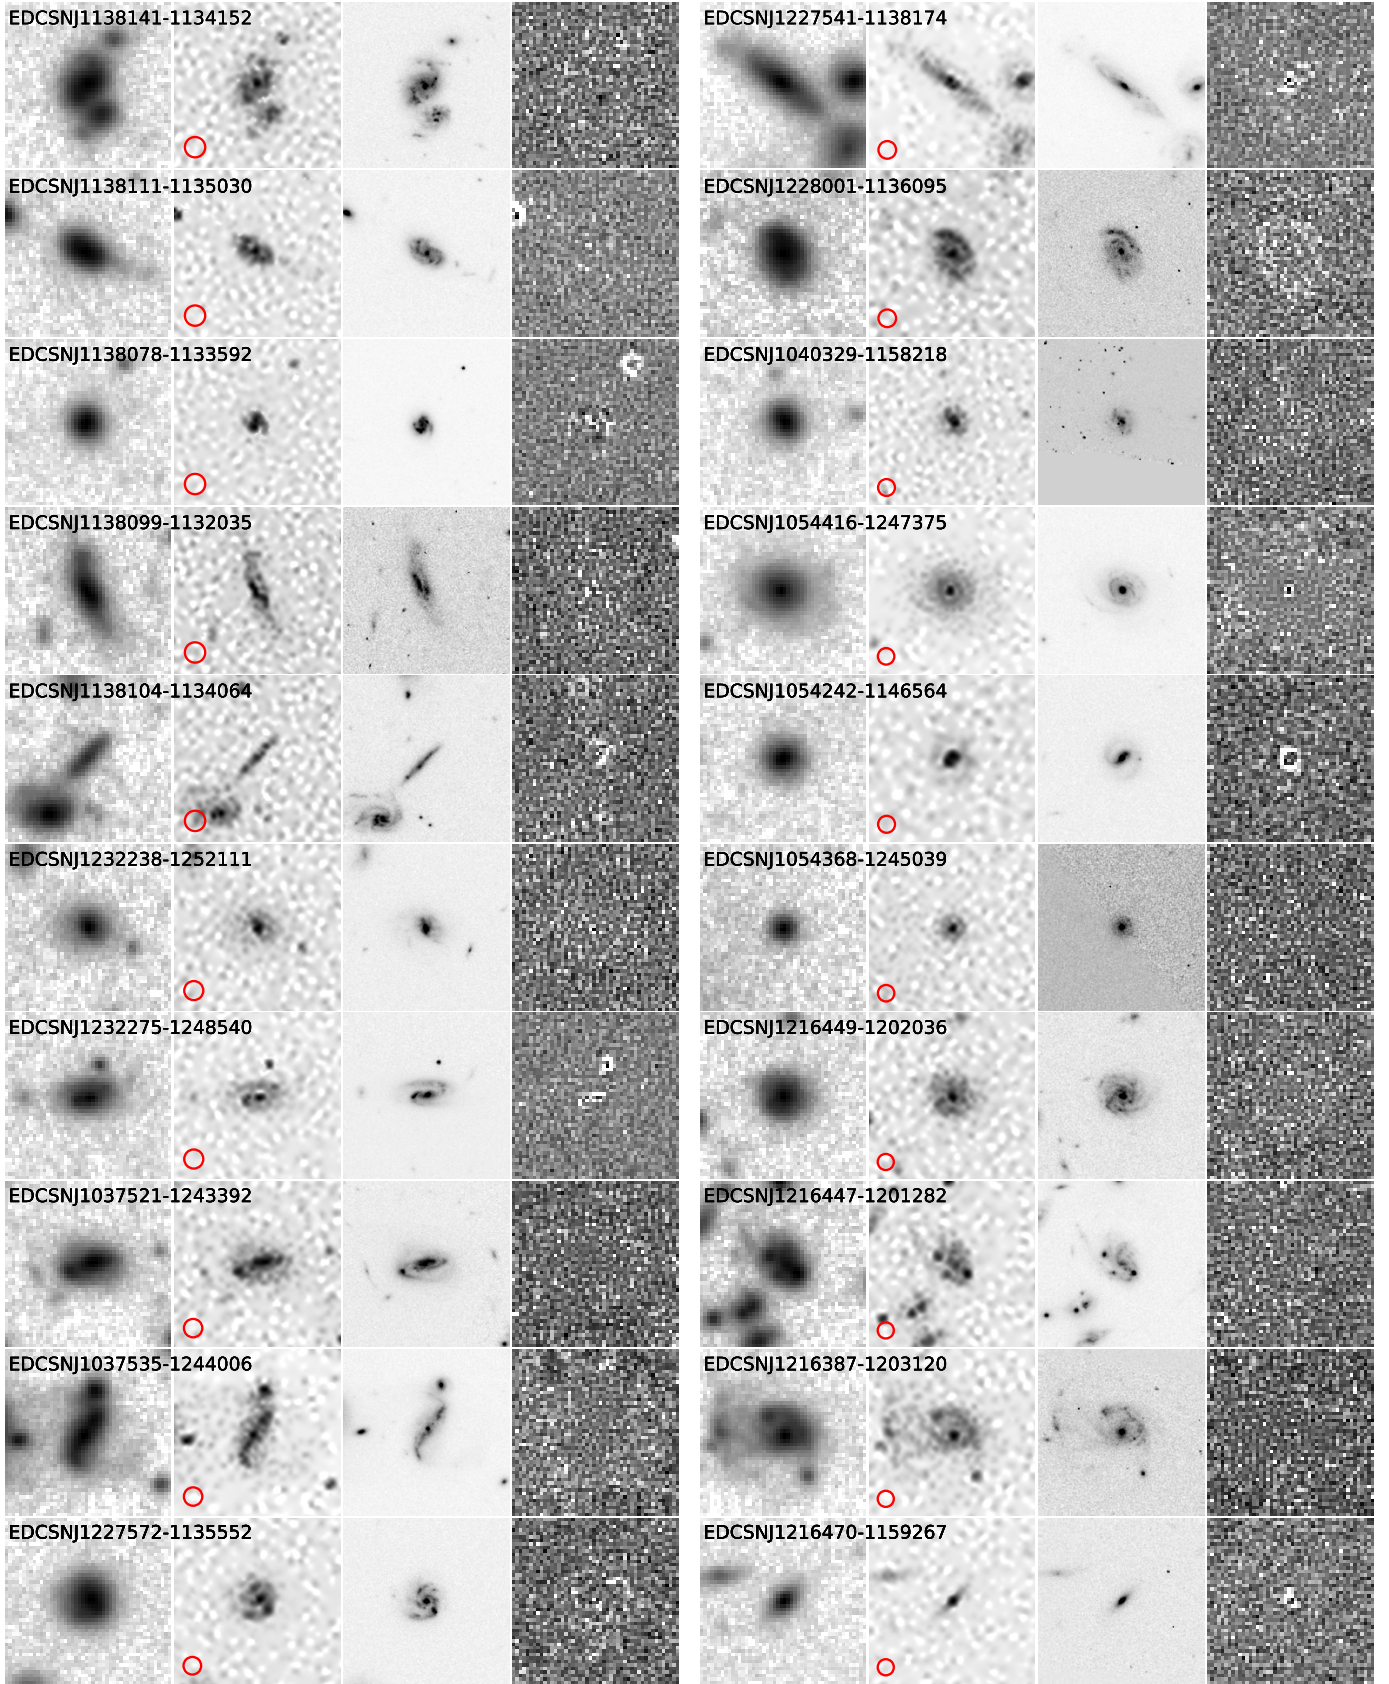 EDCSNJ1138141-1134152
EDCSNJ1138111-1135030
EDCSNJ1138078-1133592
EDCSNJ1138099-1132035
EDCSNJ1138104-1134064
EDCSNJ1232238-1252111
EDCSNJ1232275-1248540
EDCSNJ1037521-1243392
EDCSNJ1037535-1244006
EDCSNJ1227572-1135552
EDCSNJ1227541-1138174
EDCSNJ1228001-1136095
EDCSNJ1040329-1158218
EDCSNJ1054416-1247375
EDCSNJ1054242-1146564
EDCSNJ1054368-1245039
EDCSNJ1216449-1202036
EDCSNJ1216447-1201282
EDCSNJ1216387-1203120
EDCSNJ1216470-1159267